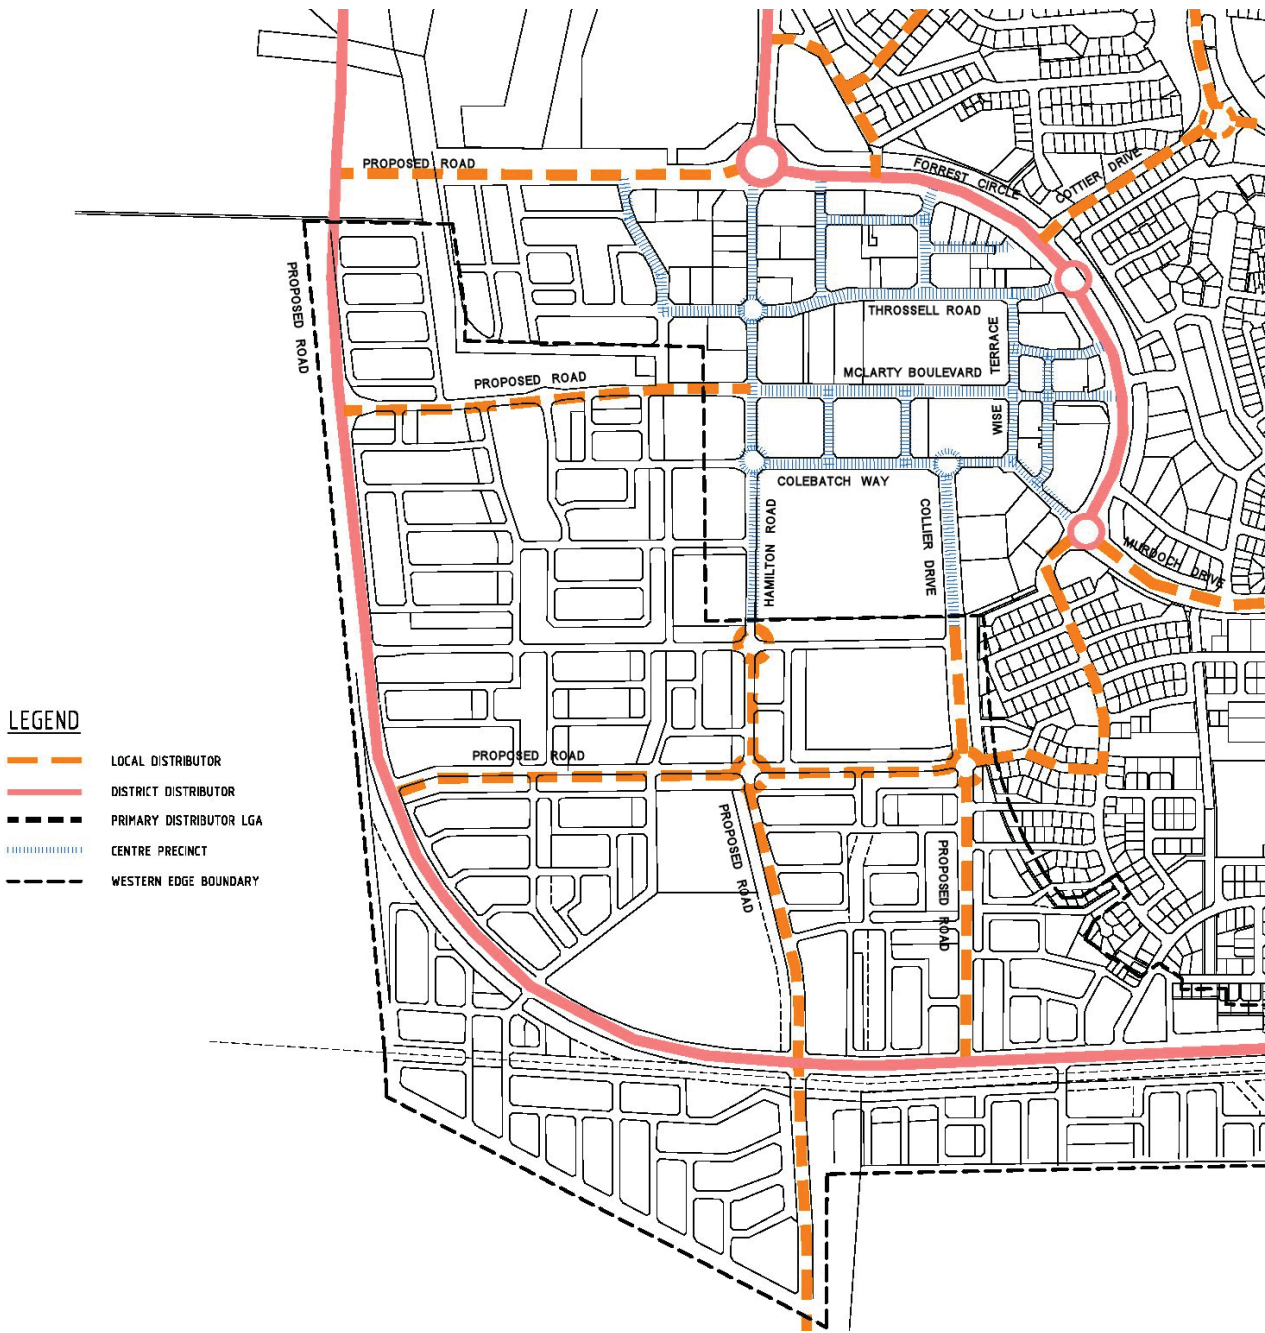 PROPOSED ROAD
FORREST CIRCLE
COTTIER DRIVE
PROPOSED ROAD
THROSSELL ROAD
TERRACE
MCLARTY BOULEVARD
PROPOSED ROAD
WISE
COLEBATCH WAY
HAMILTON ROAD
COLLIER DRIVE
MURDOCH DRIVE
PROPOSED ROAD
PROPOSED ROAD
PROPOSED ROAD
LEGEND
LOCAL DISTRIBUTOR
DISTRICT DISTRIBUTOR
PRIMARY DISTRIBUTOR LGA
CENTRE PRECINCT
WESTERN EDGE BOUNDARY